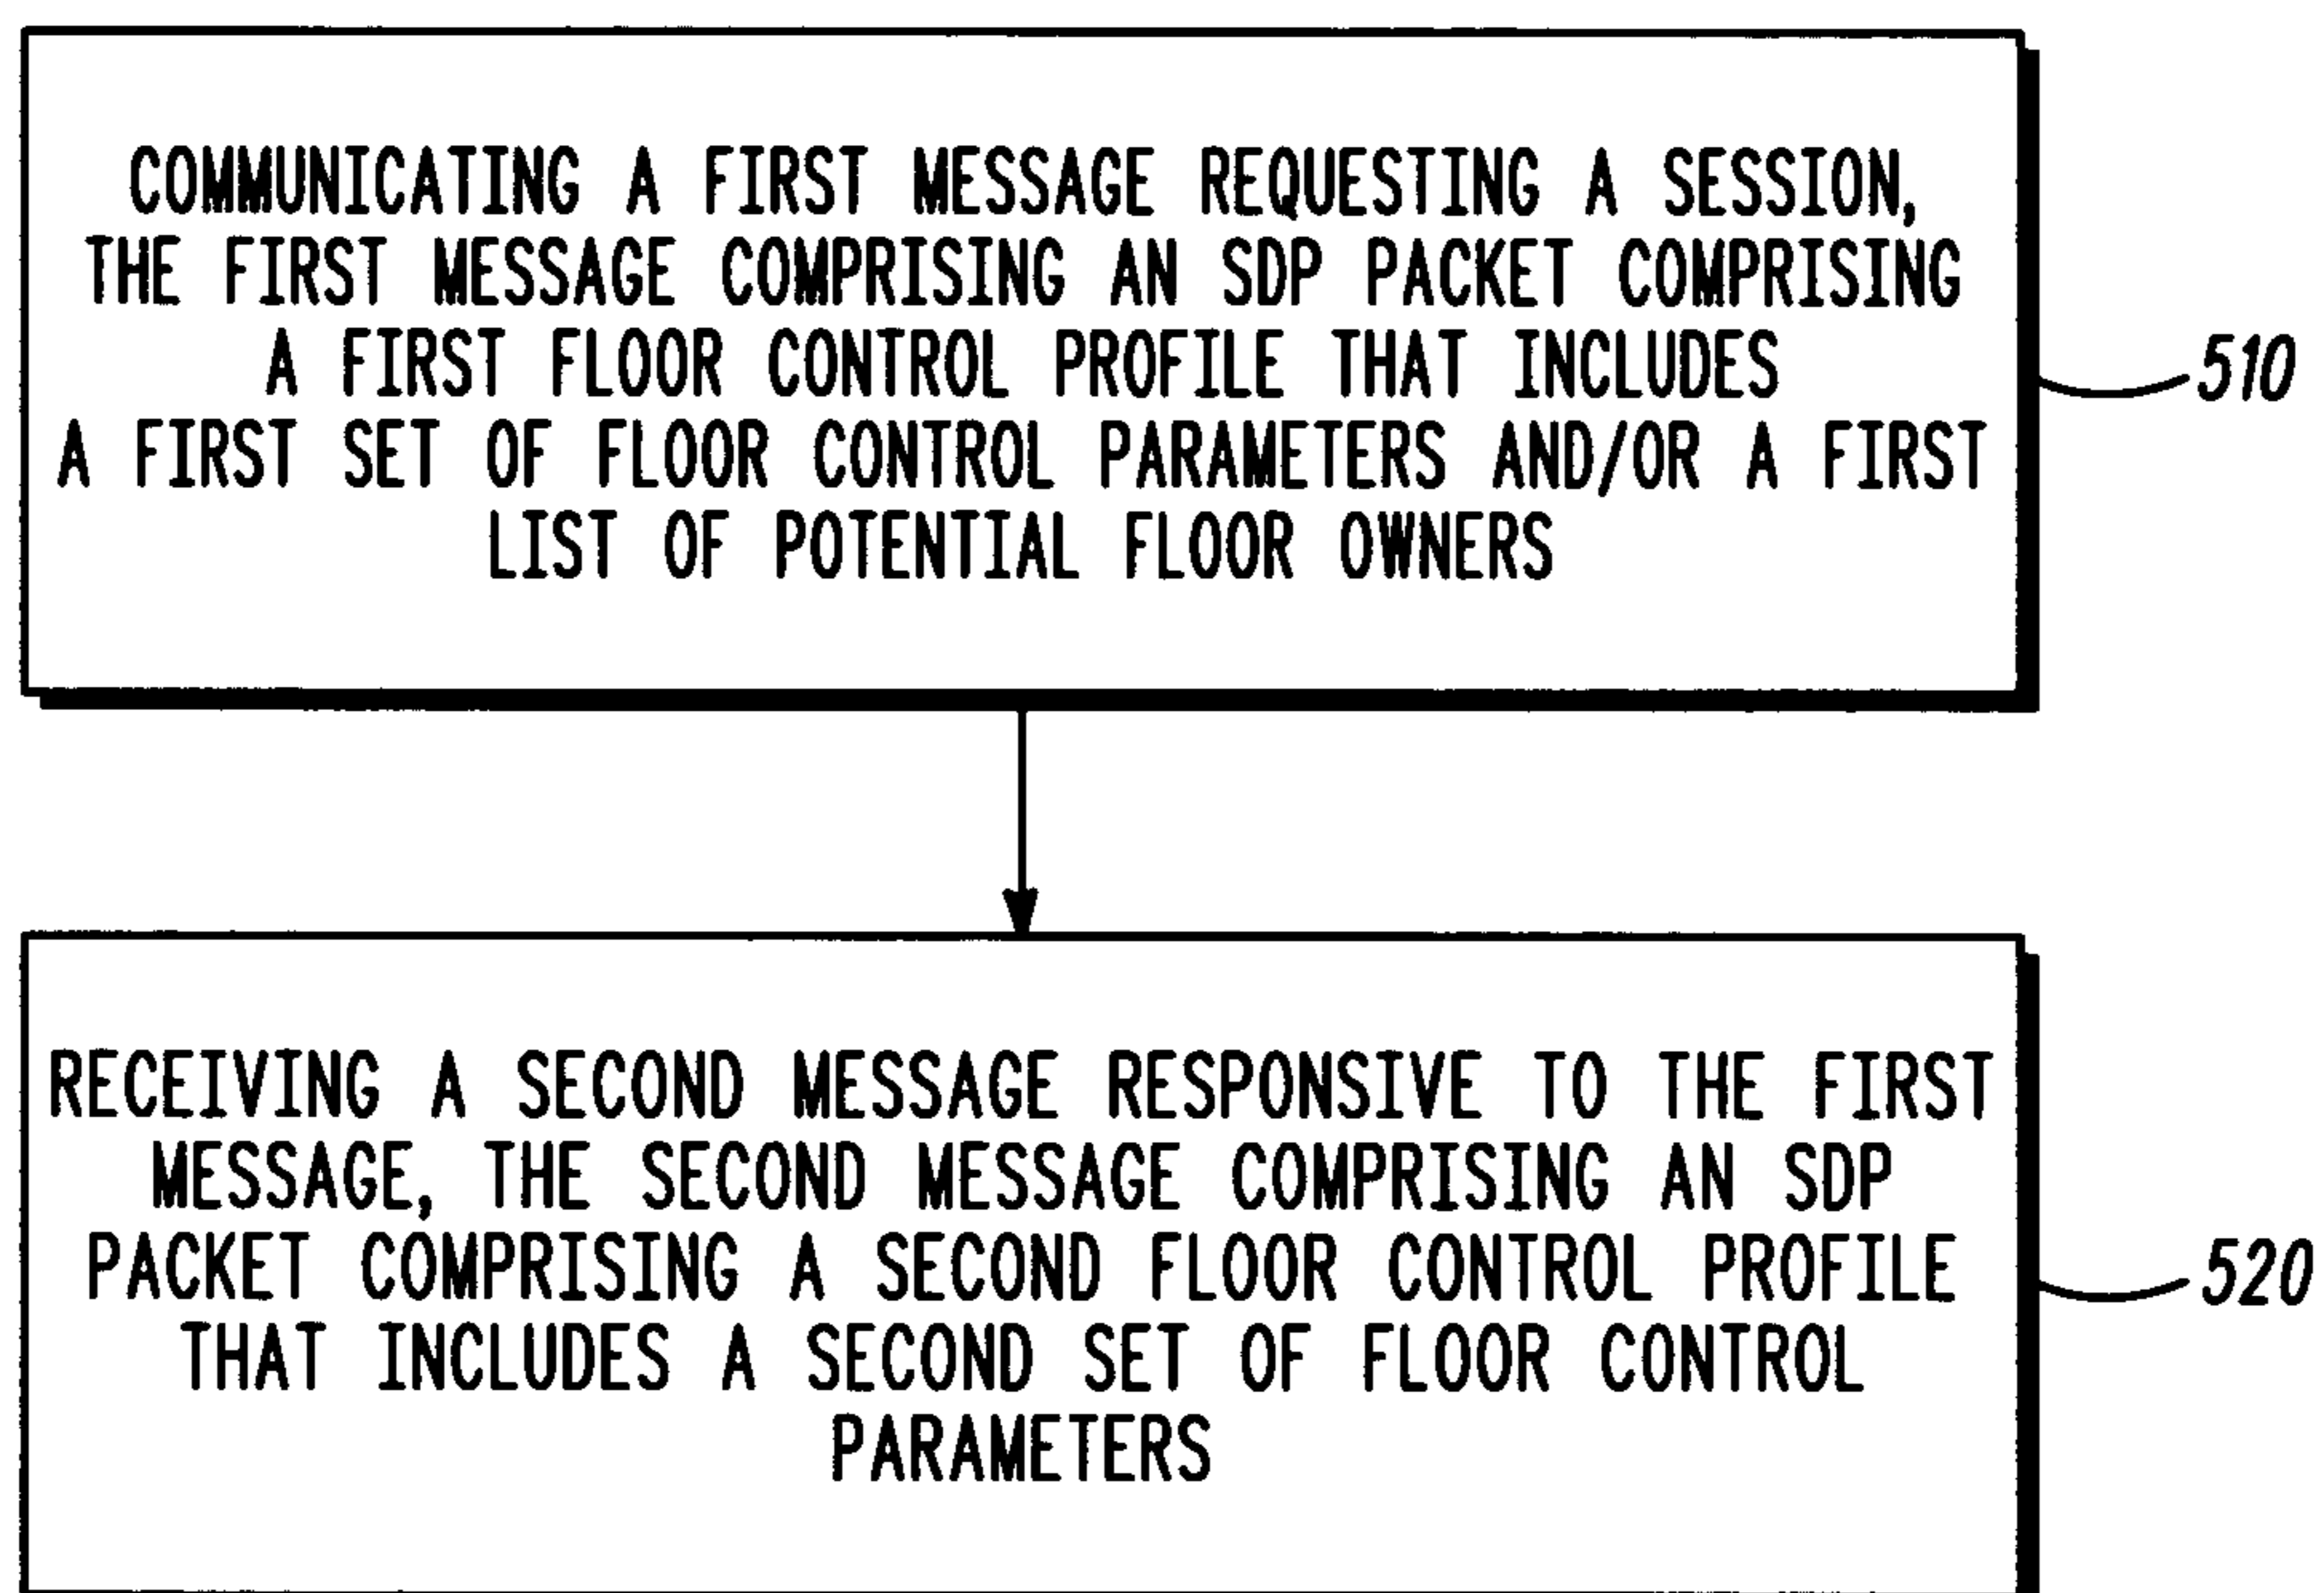 COMMUNICATING A FIRST MESSAGE REQUESTING A SESSION,
THE FIRST MESSAGE COMPRISING AN SDP PACKET COMPRISING
A FIRST FLOOR CONTROL PROFILE THAT INCLUDES
A FIRST SET OF FLOOR CONTROL PARAMETERS AND/OR A FIRST
LIST OF POTENTIAL FLOOR OWNERS
510
RECEIVING A SECOND MESSAGE RESPONSIVE TO THE FIRST
MESSAGE, THE SECOND MESSAGE COMPRISING AN SDP
PACKET COMPRISING A SECOND FLOOR CONTROL PROFILE
THAT INCLUDES A SECOND SET OF FLOOR CONTROL
PARAMETERS
520